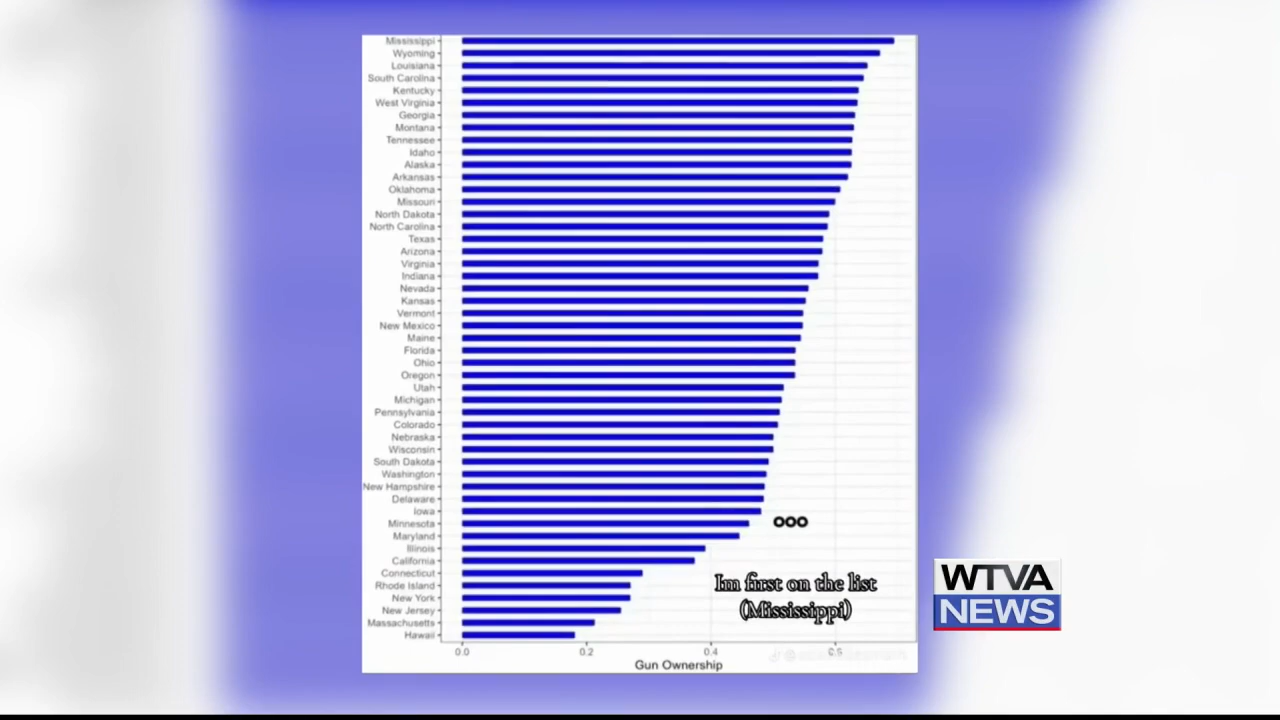 Mississippi
Wyoming
Louisiana
South Carolina
Kentucky
West Virginia
Georgia
Montana
Tennessee
Idaho
Alaska
Arkansas
Oklahoma
Missouri
North Dakota
North Carolina
Texas
Arizona
Virginia
Indiana
Nevada
Kansas
Vermont
New Mexico
Maine
Florida
Ohio
Oregon
Utah
Michigan
Pennsylvania
Colorado
Nebraska
Wisconsin
South Dakota
Washington
New Hampshire
Delaware
Iowa
Minnesota
ooo
Maryland
Illinois
California
Connecticut
Im first on the list
Rhode Island
New York
(Mississippi)
New Jersey
Massachusetts
Hawaii
0.0 0.2 0.4 0.6
Gun Ownership
WTVA
NEWS